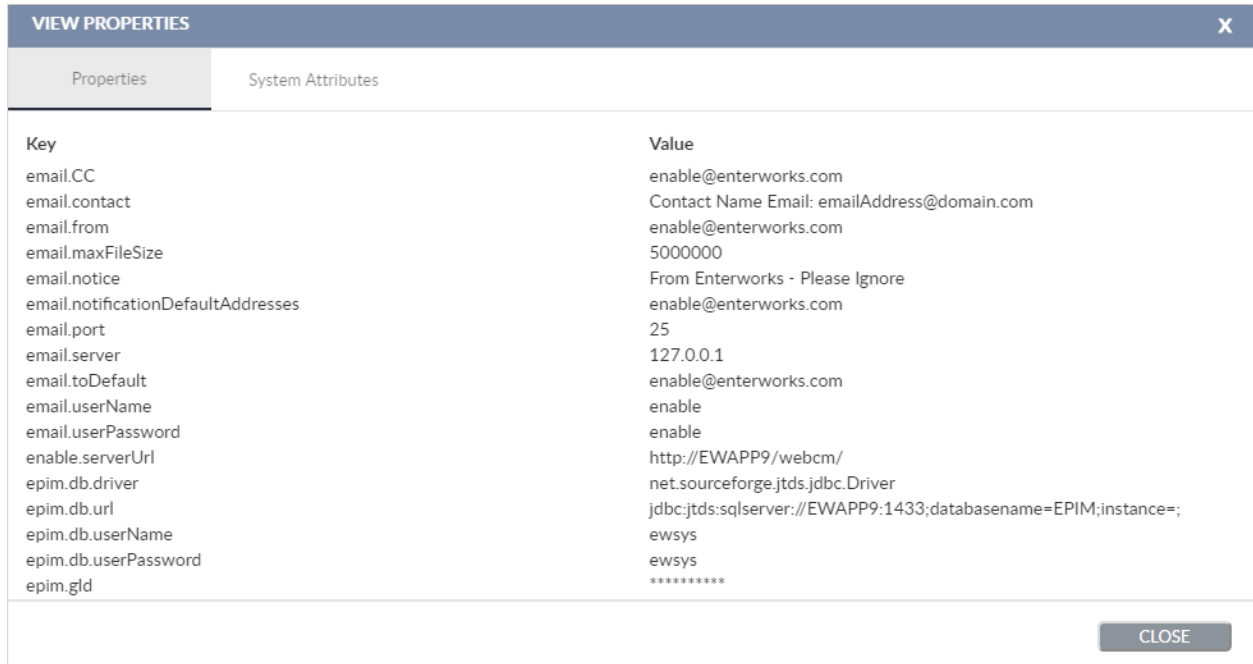 VIEW PROPERTIES X
Properties System Attributes
Key Value
email.CC enable@enterworks.com
email.contact Contact Name Email: emailAddress@domain.com
email.from enable@enterworks.com
email.maxFileSize 5000000
email.notice From Enterworks - Please Ignore
email.notificationDefaultAddresses enable@enterworks.com
email.port 25
email.server 127.0.0.1
email.toDefault enable@enterworks.com
email.userName enable
email.userPassword enable
enable.serverUrl http://EWAPP9/webcm/
epim.db.driver net.sourceforge.jtds.jdbc.Driver
epim.db.url jdbc:jtds:sqlserver://EWAPP9:1433;databasename=EPIM;instance=;
epim.db.userName ewsys
epim.db.userPassword ewsys
epim.gId **********
CLOSE